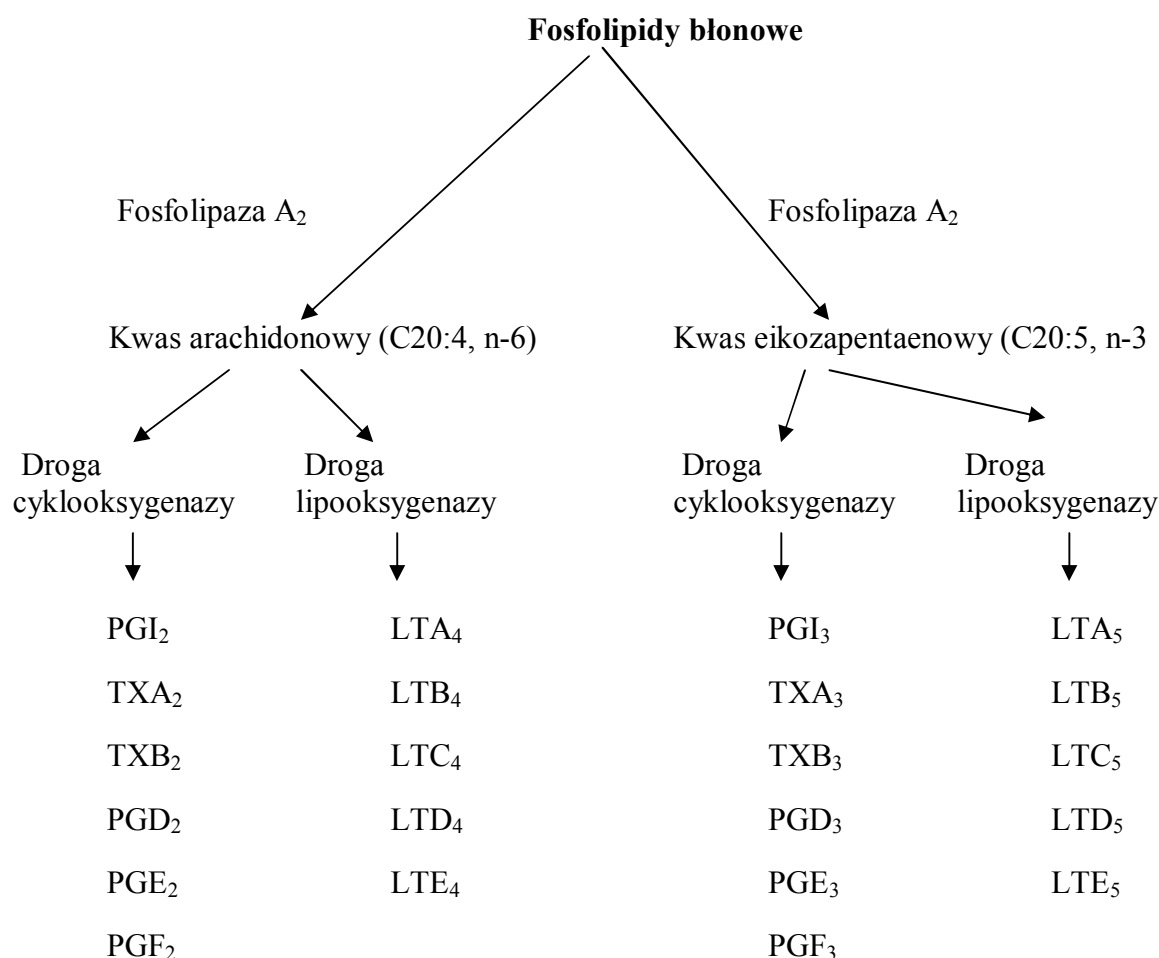 Fosfolipidy błonowe
Fosfolipaza A₂ Fosfolipaza A₂
Kwas arachidonowy (C20:4, n-6) Kwas eikozapentaenowy (C20:5, n-3
Droga Droga Droga Droga
cyklooksygenazy lipooksygenazy cyklooksygenazy lipooksygenazy
PGI₂ LTA₄ PGI₃ LTA₅
TXA₂ LTB₄ TXA₃ LTB₅
TXB₂ LTC₄ TXB₃ LTC₅
PGD₂ LTD₄ PGD₃ LTD₅
PGE₂ LTE₄ PGE₃ LTE₅
PGF₂ PGF₃